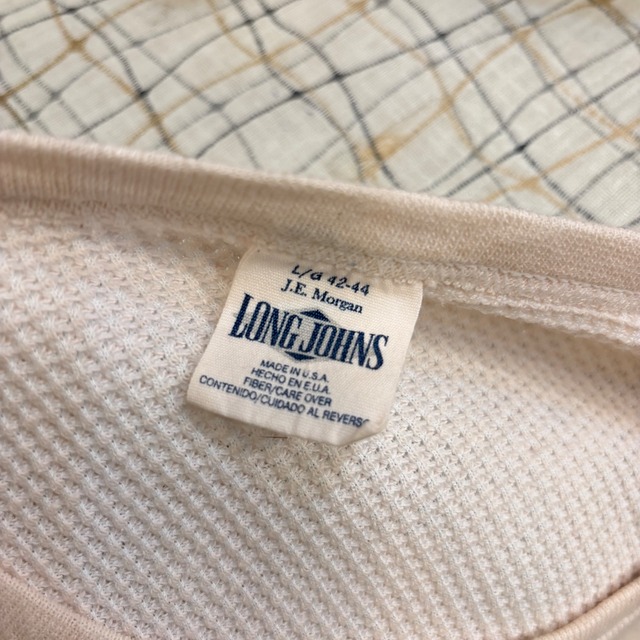 L/G 42-44
J.E. Morgan
LONG JOHNS
MADE IN U.S.A.
HECHO EN E.U.A.
FIBER/CARE OVER
CONTENIDO/CUIDADO AL REVERSO